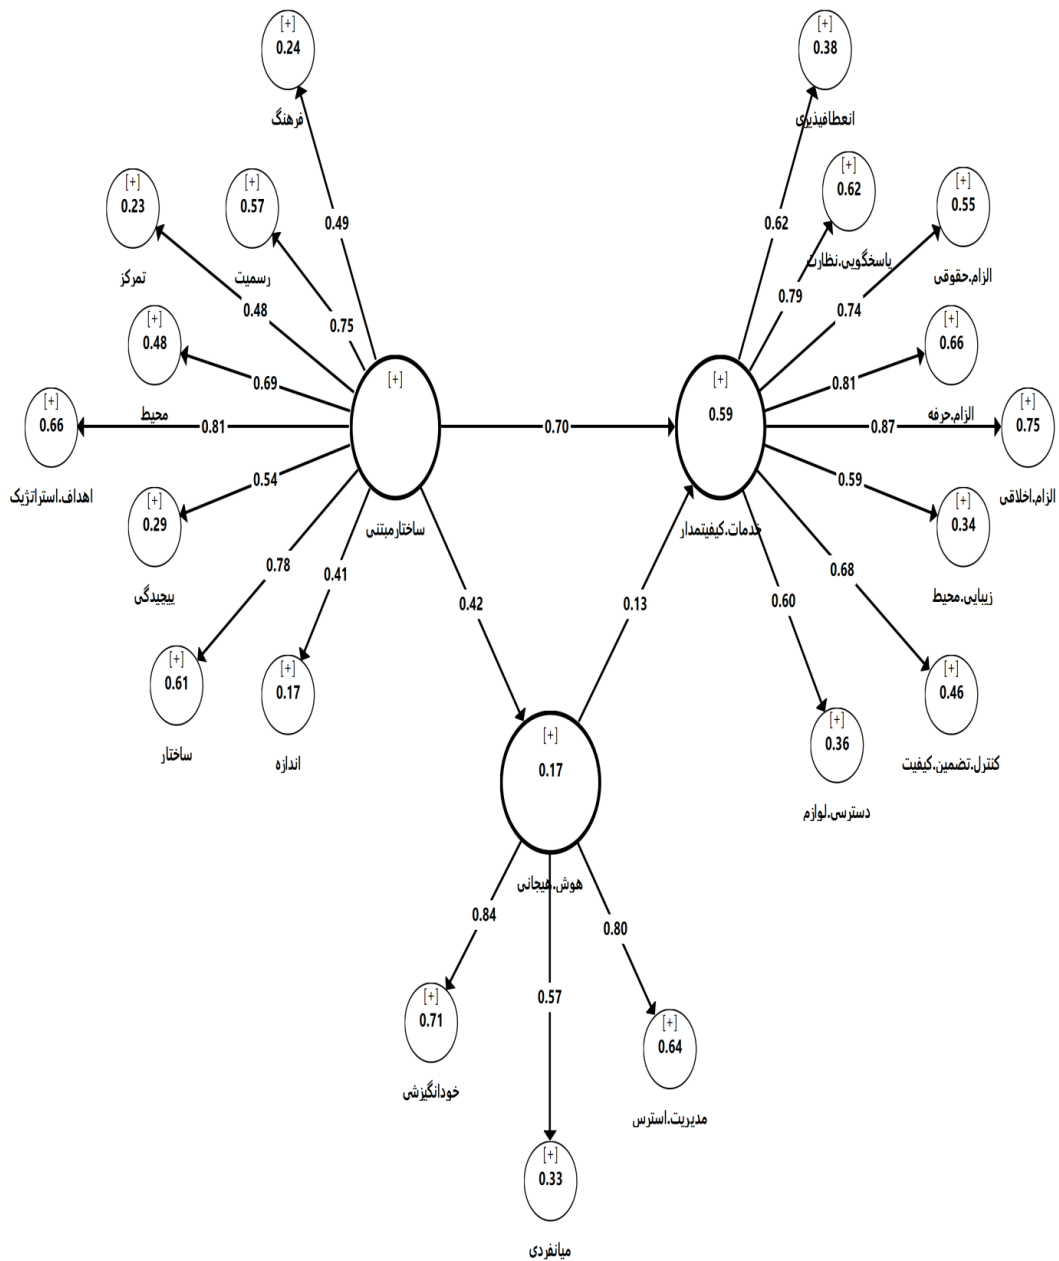 [+]
0.24
فرهنگ
[+]
0.38
انعطافپذیری
[+]
0.23
تمرکز
[+]
0.57
رسمیت
[+]
0.62
پاسخگویی.نظارت
[+]
0.55
الزام.حقوقی
0.49
0.48
0.75
0.62
0.79
0.74
[+]
0.48
محیط
[+]
0.66
الزام.حرفه
0.69
0.81
[+]
0.66
اهداف.استراتژیک
0.81
[+]
ساختارمبتنی
0.70
[+]
0.59
خدمات.کیفیتمدار
0.87
[+]
0.75
الزام.اخلاقی
0.54
0.59
[+]
0.29
پیچیدگی
[+]
0.34
زیبایی.محیط
0.78
0.41
0.42
0.13
0.60
0.68
[+]
0.61
ساختار
[+]
0.17
اندازه
[+]
0.46
کنترل.تضمین.کیفیت
[+]
0.36
دسترسی.لوازم
[+]
0.17
هوش.هیجانی
0.84
0.57
0.80
[+]
0.71
خودانگیزشی
[+]
0.64
مدیریت.استرس
[+]
0.33
میانفردی